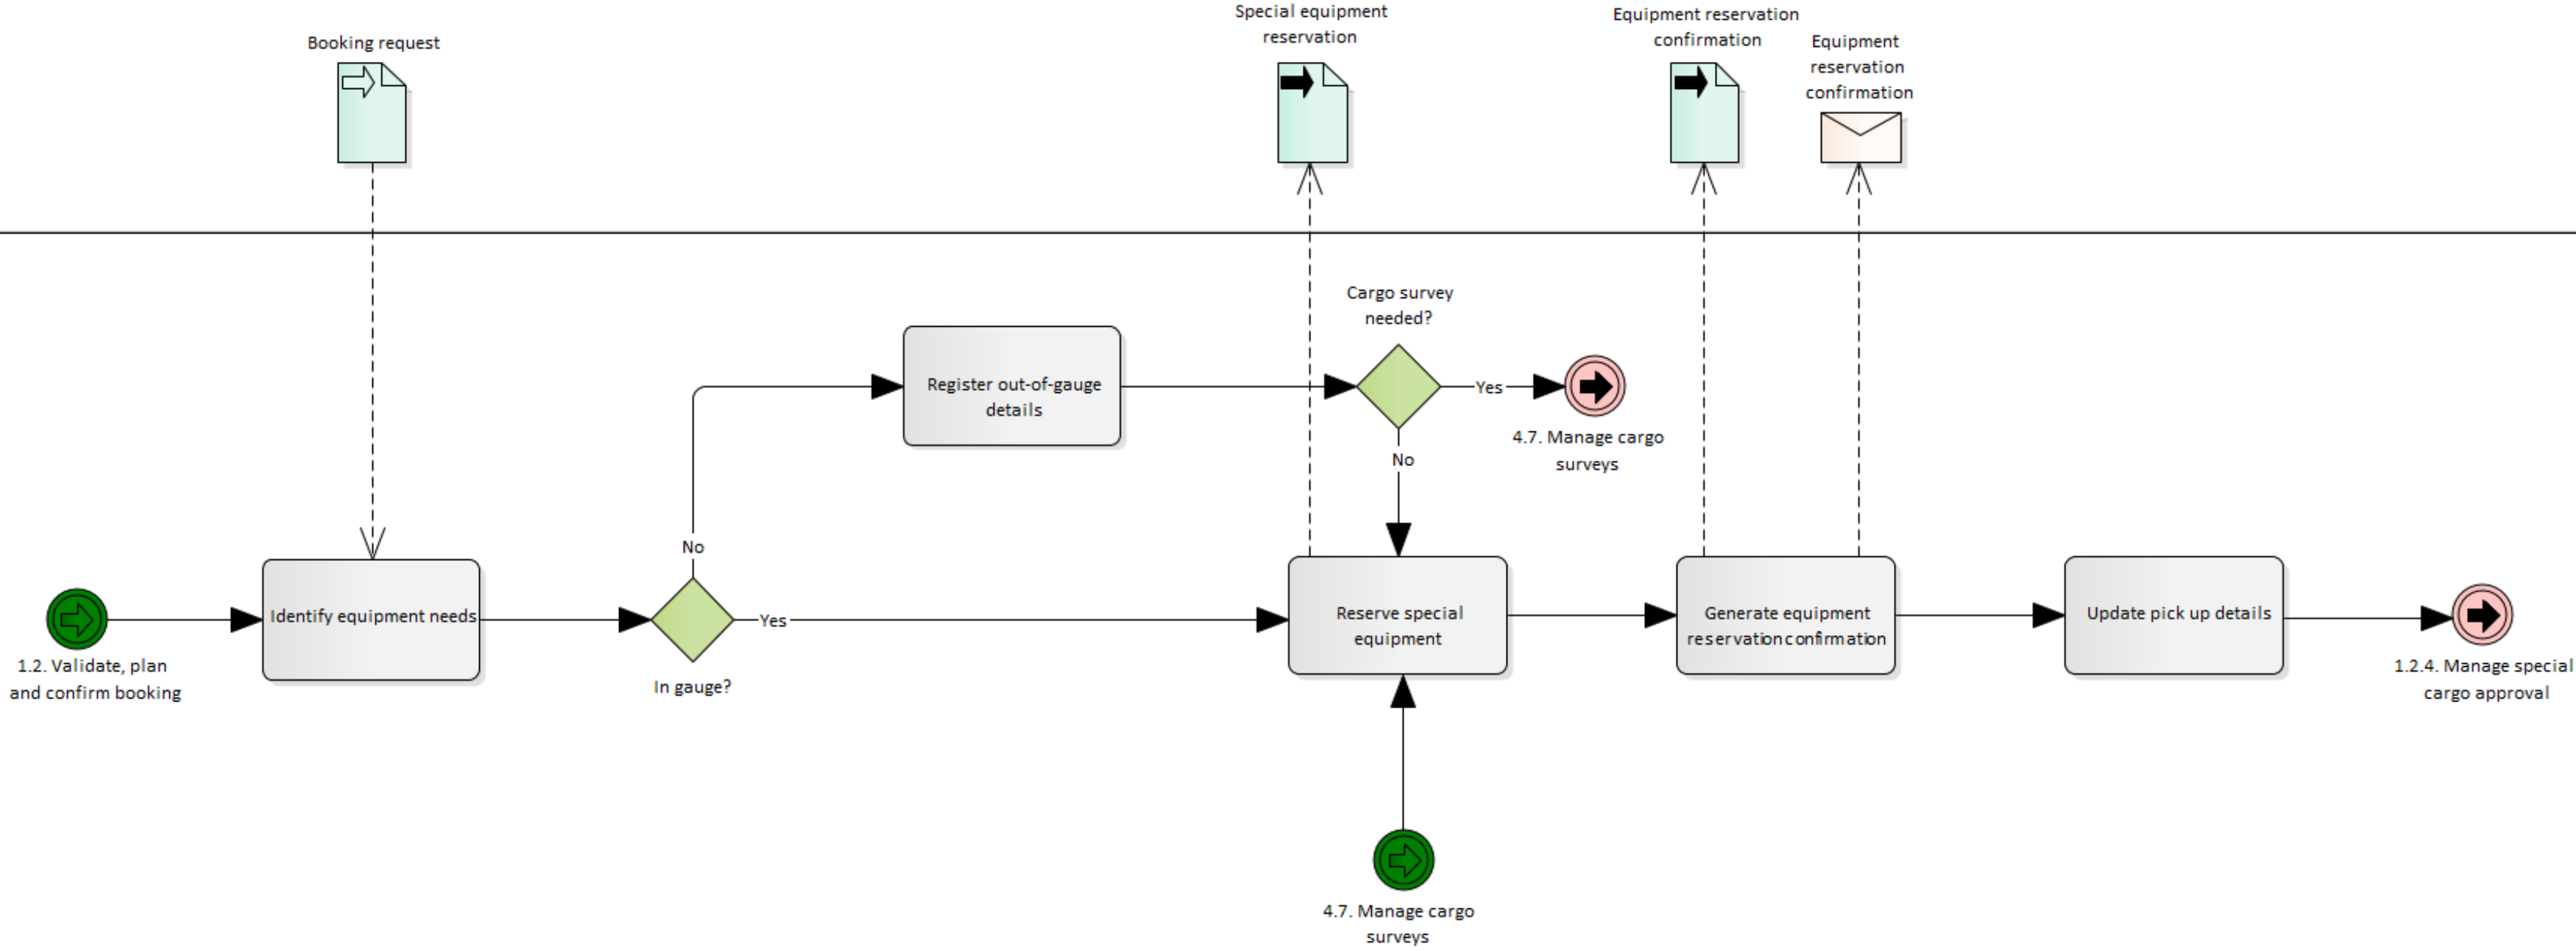 Booking request
Special equipment
reservation
Equipment reservation
confirmation
Equipment
reservation
confirmation
Cargo survey
needed?
Register out-of-gauge
details
Yes
4.7. Manage cargo
surveys
No
No
1.2. Validate, plan
and confirm booking
Identify equipment needs
In gauge?
Yes
Reserve special
equipment
Generate equipment
reservation confirmation
Update pick up details
1.2.4. Manage special
cargo approval
4.7. Manage cargo
surveys